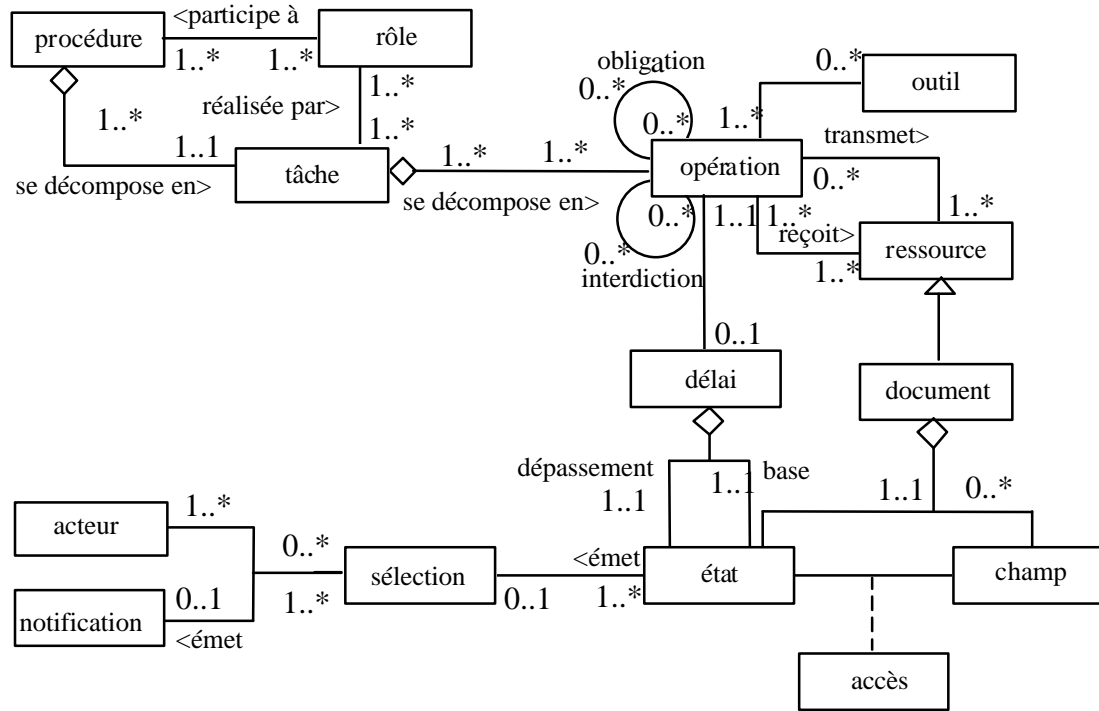 <participe à
procédure
rôle
1..*
1..*
obligation
0..*
0..*
outil
réalisée par>
1..*
1..*
1..*
0..*
1..*
transmet>
1..1
tâche
1..*
1..*
opération
se décompose en>
se décompose en>
0..*
0..*
1..1
1..*
0..*
1..*
reçoit>
ressource
1..*
interdiction
0..1
délai
document
dépassement
base
1..1
1..1
1..1
0..*
1..*
acteur
0..*
<émet
sélection
état
champ
0..1
1..*
0..1
1..*
notification
<émet
accès